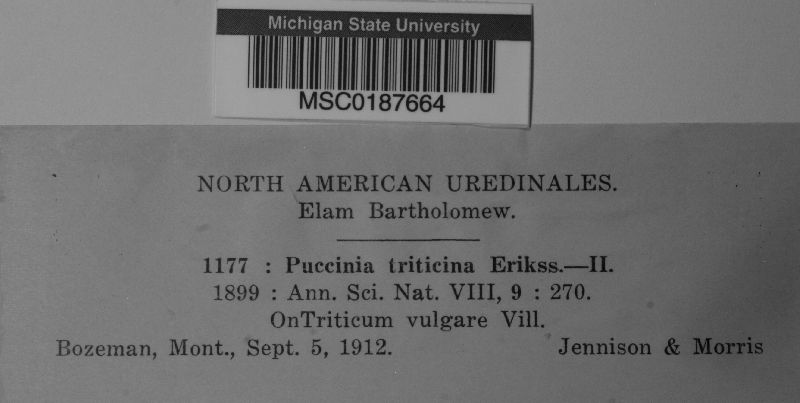 Michigan State University
MSC0187664
NORTH AMERICAN UREDINALES.
Elam Bartholomew.
1177 : Puccinia triticina Erikss.—II.
1899 : Ann. Sci. Nat. VIII, 9 : 270.
OnTriticum vulgare Vill.
Bozeman, Mont., Sept. 5, 1912. Jennison & Morris